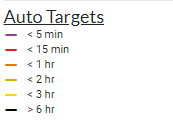 Auto Targets
< 5 min
< 15 min
< 1 hr
< 2 hr
< 3 hr
> 6 hr